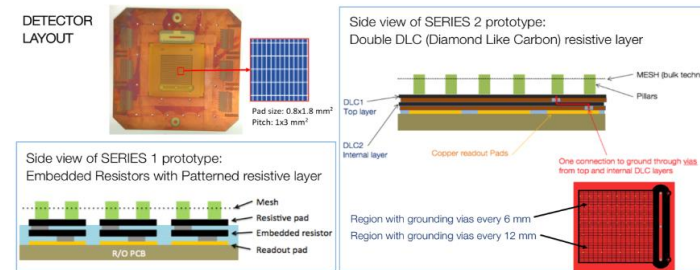 DETECTOR
LAYOUT
Pad size: 0.8x1.8 mm²
Pitch: 1x3 mm²
Side view of SERIES 1 prototype:
Embedded Resistors with Patterned resistive layer
Mesh
Resistive pad
Embedded resistor
Readout pad
R/O PCB
Side view of SERIES 2 prototype:
Double DLC (Diamond Like Carbon) resistive layer
MESH (bulk techn
Pillars
DLC1
Top layer
DLC2
Internal layer
Copper readout Pads
One connection to ground through vias
from top and internal DLC layers
Region with grounding vias every 6 mm
Region with grounding vias every 12 mm